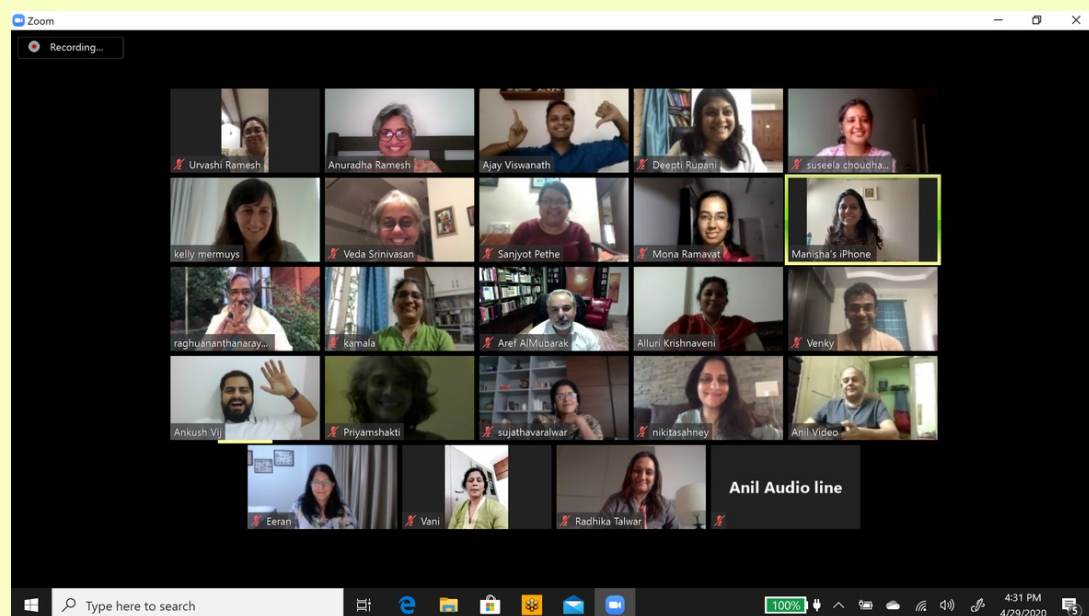 Zoom
Recording...
Urvashi Ramesh
Anuradha Ramesh
Ajay Viswanath
Deepti Rupani
suseela choudha...
kelly mermuys
Veda Srinivasan
Sanjyot Pethe
Mona Ramavat
Manisha's iPhone
raghuananthanaray...
kamala
Aref AlMubarak
Alluri Krishnaveni
Venky
Ankush Vij
Priyamshakti
sujathavaralwar
nikitasahney
Anil Video
Eeran
Vani
Radhika Talwar
Anil Audio line
Type here to search
100%
4:31 PM
4/29/2020
5